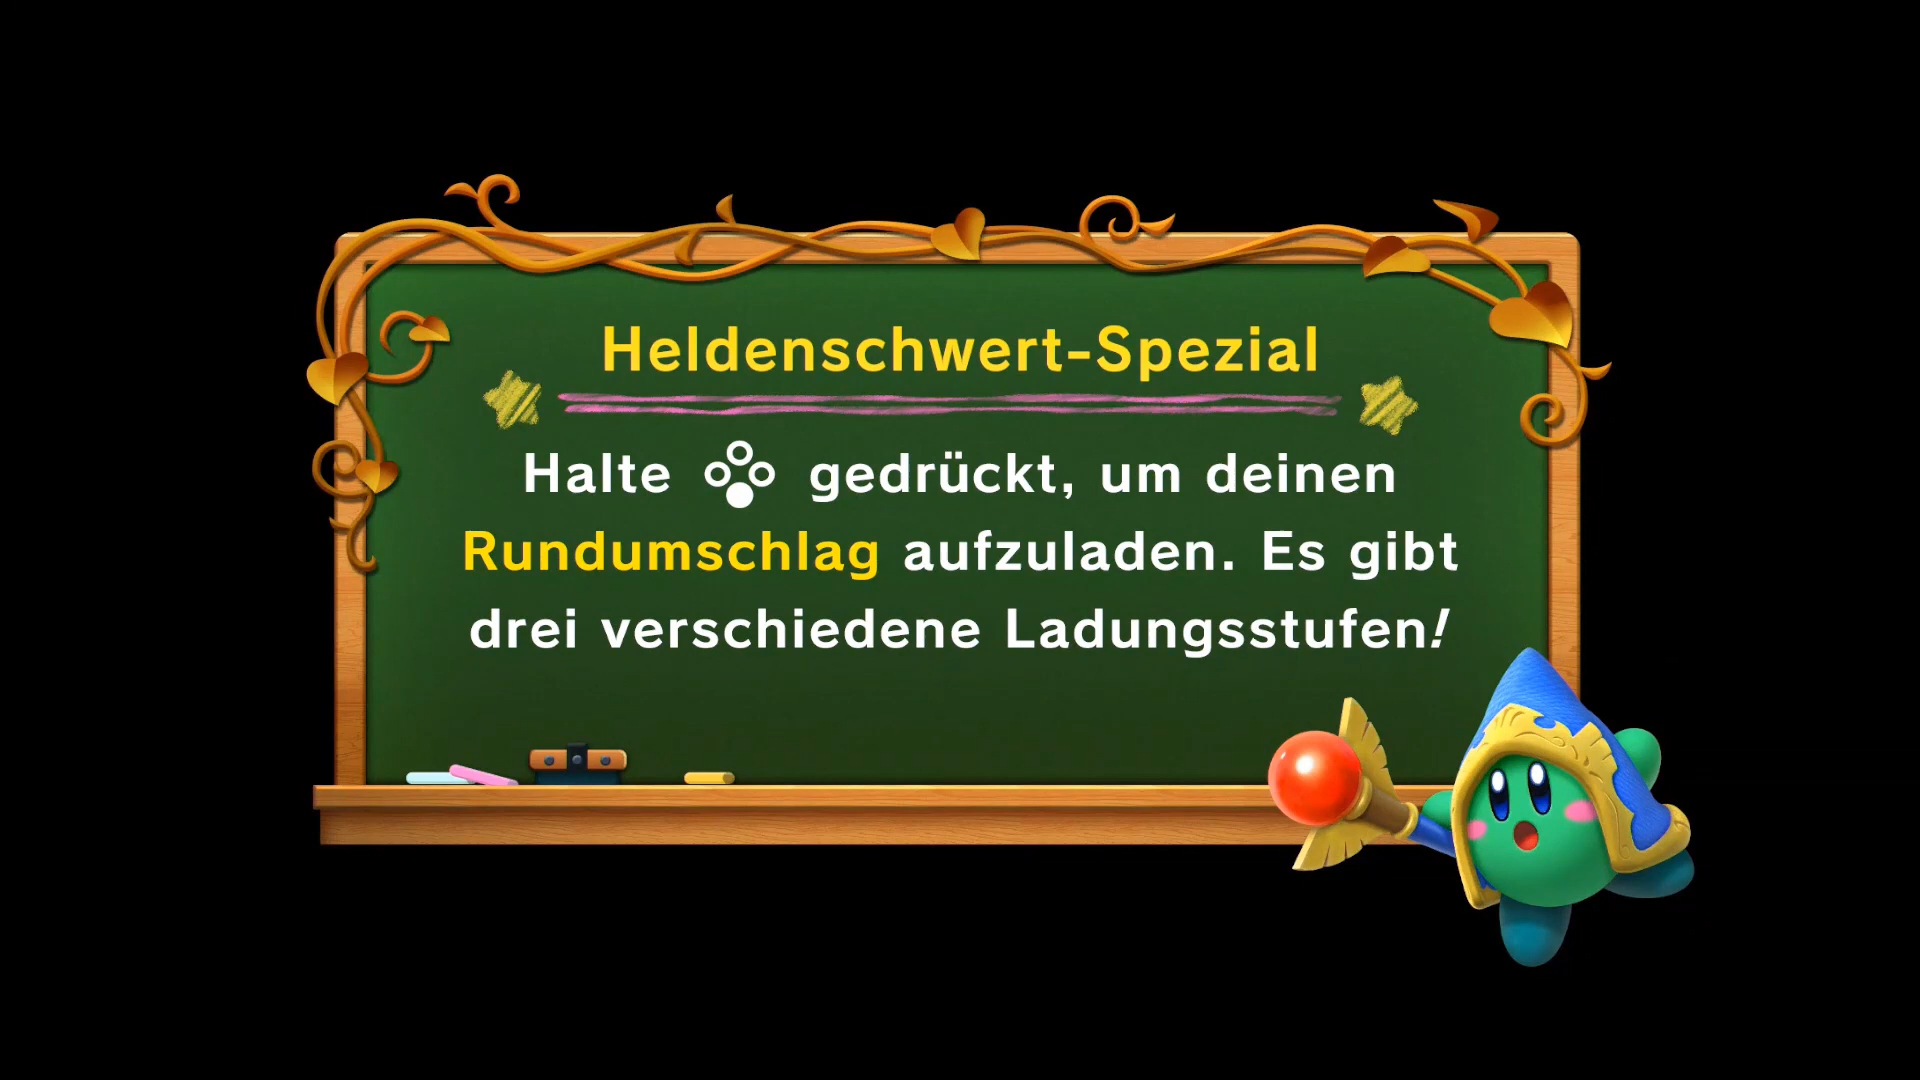 Heldenschwert-Spezial
Halte gedrückt, um deinen
Rundumschlag aufzuladen. Es gibt
drei verschiedene Ladungsstufen!